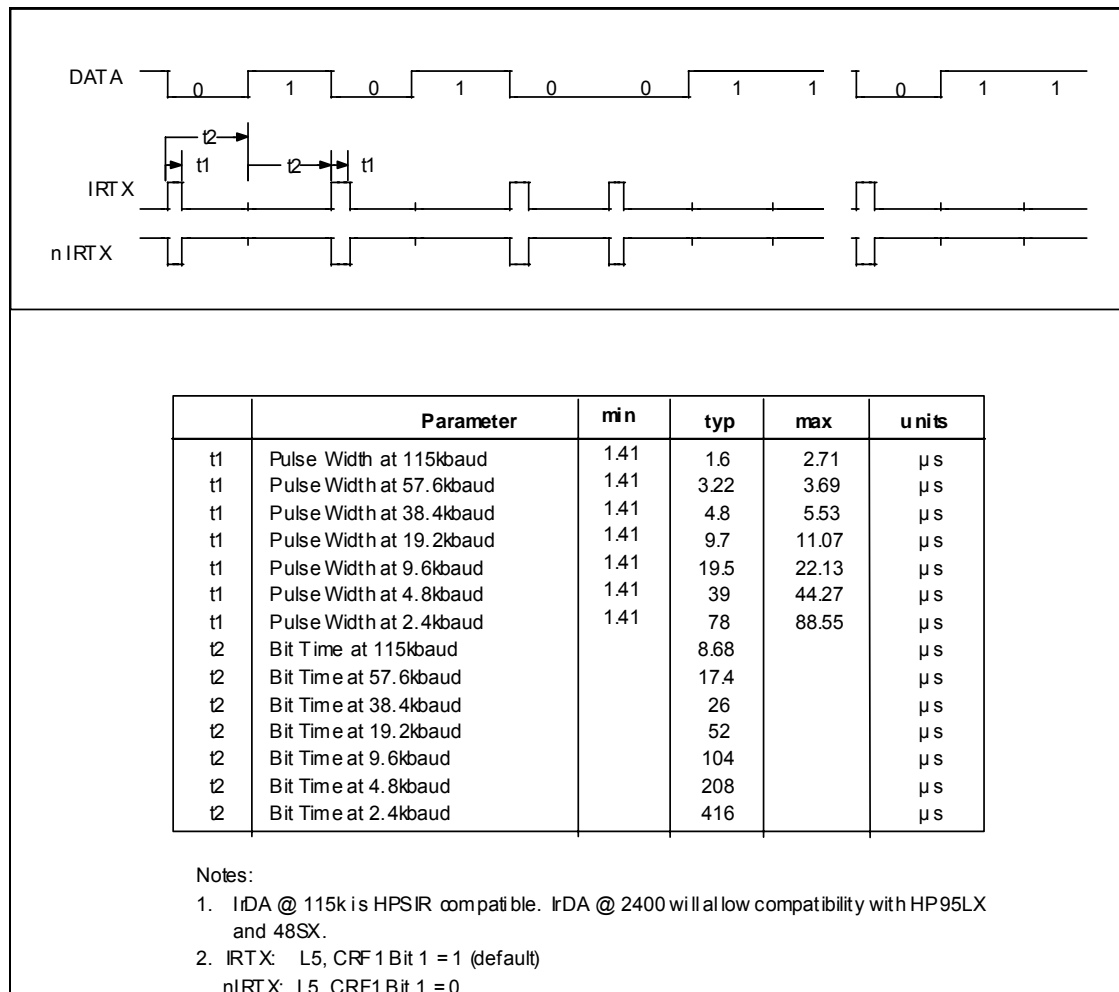 DATA 0 1 0 1 0 0 1 1 0 1 1
t2
t1 t2 t1
IRTX
nIRTX
Parameter min typ max units
t1 Pulse Width at 115kbaud 1.41 1.6 2.71 µs
t1 Pulse Width at 57.6kbaud 1.41 3.22 3.69 µs
t1 Pulse Width at 38.4kbaud 1.41 4.8 5.53 µs
t1 Pulse Width at 19.2kbaud 1.41 9.7 11.07 µs
t1 Pulse Width at 9.6kbaud 1.41 19.5 22.13 µs
t1 Pulse Width at 4.8kbaud 1.41 39 44.27 µs
t1 Pulse Width at 2.4kbaud 1.41 78 88.55 µs
t2 Bit Time at 115kbaud 8.68 µs
t2 Bit Time at 57.6kbaud 17.4 µs
t2 Bit Time at 38.4kbaud 26 µs
t2 Bit Time at 19.2kbaud 52 µs
t2 Bit Time at 9.6kbaud 104 µs
t2 Bit Time at 4.8kbaud 208 µs
t2 Bit Time at 2.4kbaud 416 µs
Notes:
1. IrDA @ 115k is HPSIR compatible. IrDA @ 2400 will allow compatibility with HP95LX
and 48SX.
2. IRTX: L5, CRF1 Bit 1 = 1 (default)
nIRTX: L5, CRF1 Bit 1 = 0